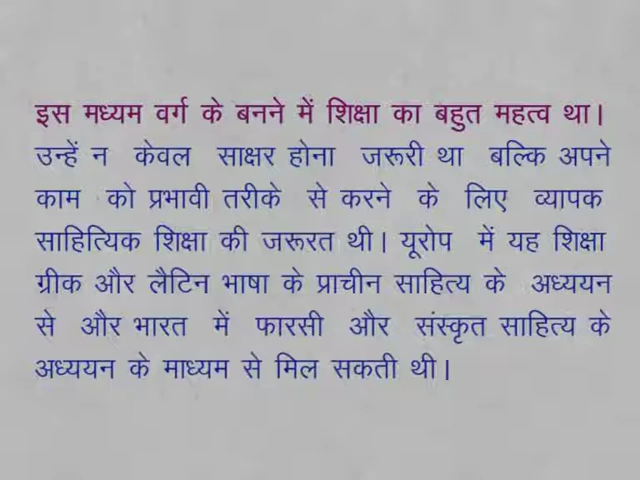 इस मध्यम वर्ग के बनने में शिक्षा का बहुत महत्व था।
उन्हें न केवल साक्षर होना जरूरी था बल्कि अपने
काम को प्रभावी तरीके से करने के लिए व्यापक
साहित्यिक शिक्षा की जरूरत थी। यूरोप में यह शिक्षा
ग्रीक और लैटिन भाषा के प्राचीन साहित्य के अध्ययन
से और भारत में फारसी और संस्कृत साहित्य के
अध्ययन के माध्यम से मिल सकती थी।